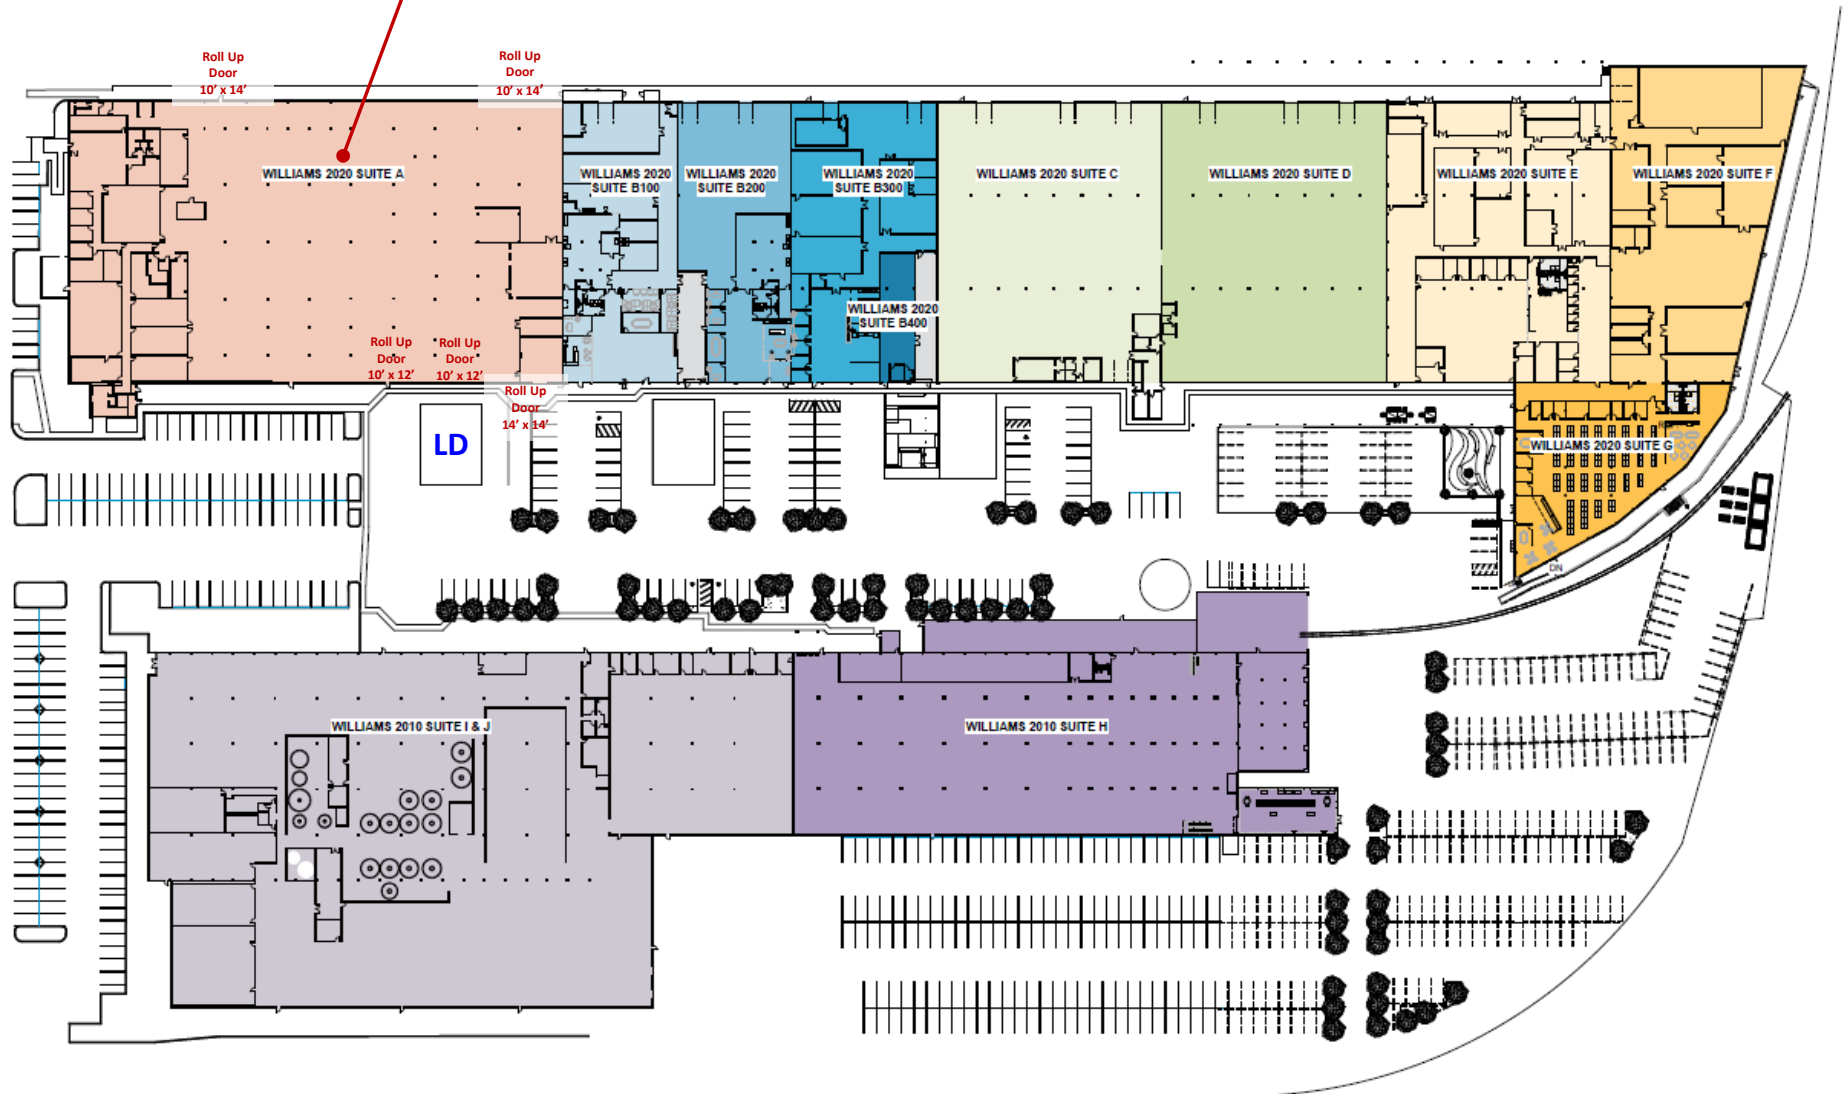 Roll Up
Door
10’ x 14’
Roll Up
Door
10’ x 14’
WILLIAMS 2020 SUITE A
WILLIAMS 2020
SUITE B100
WILLIAMS 2020
SUITE B200
WILLIAMS 2020
SUITE B300
WILLIAMS 2020 SUITE C
WILLIAMS 2020 SUITE D
WILLIAMS 2020 SUITE E
WILLIAMS 2020 SUITE F
WILLIAMS 2020
SUITE B400
Roll Up
Door
10’ x 12’
Roll Up
Door
10’ x 12’
Roll Up
Door
14’ x 14’
LD
WILLIAMS 2020 SUITE G
DN
WILLIAMS 2010 SUITE I & J
WILLIAMS 2010 SUITE H